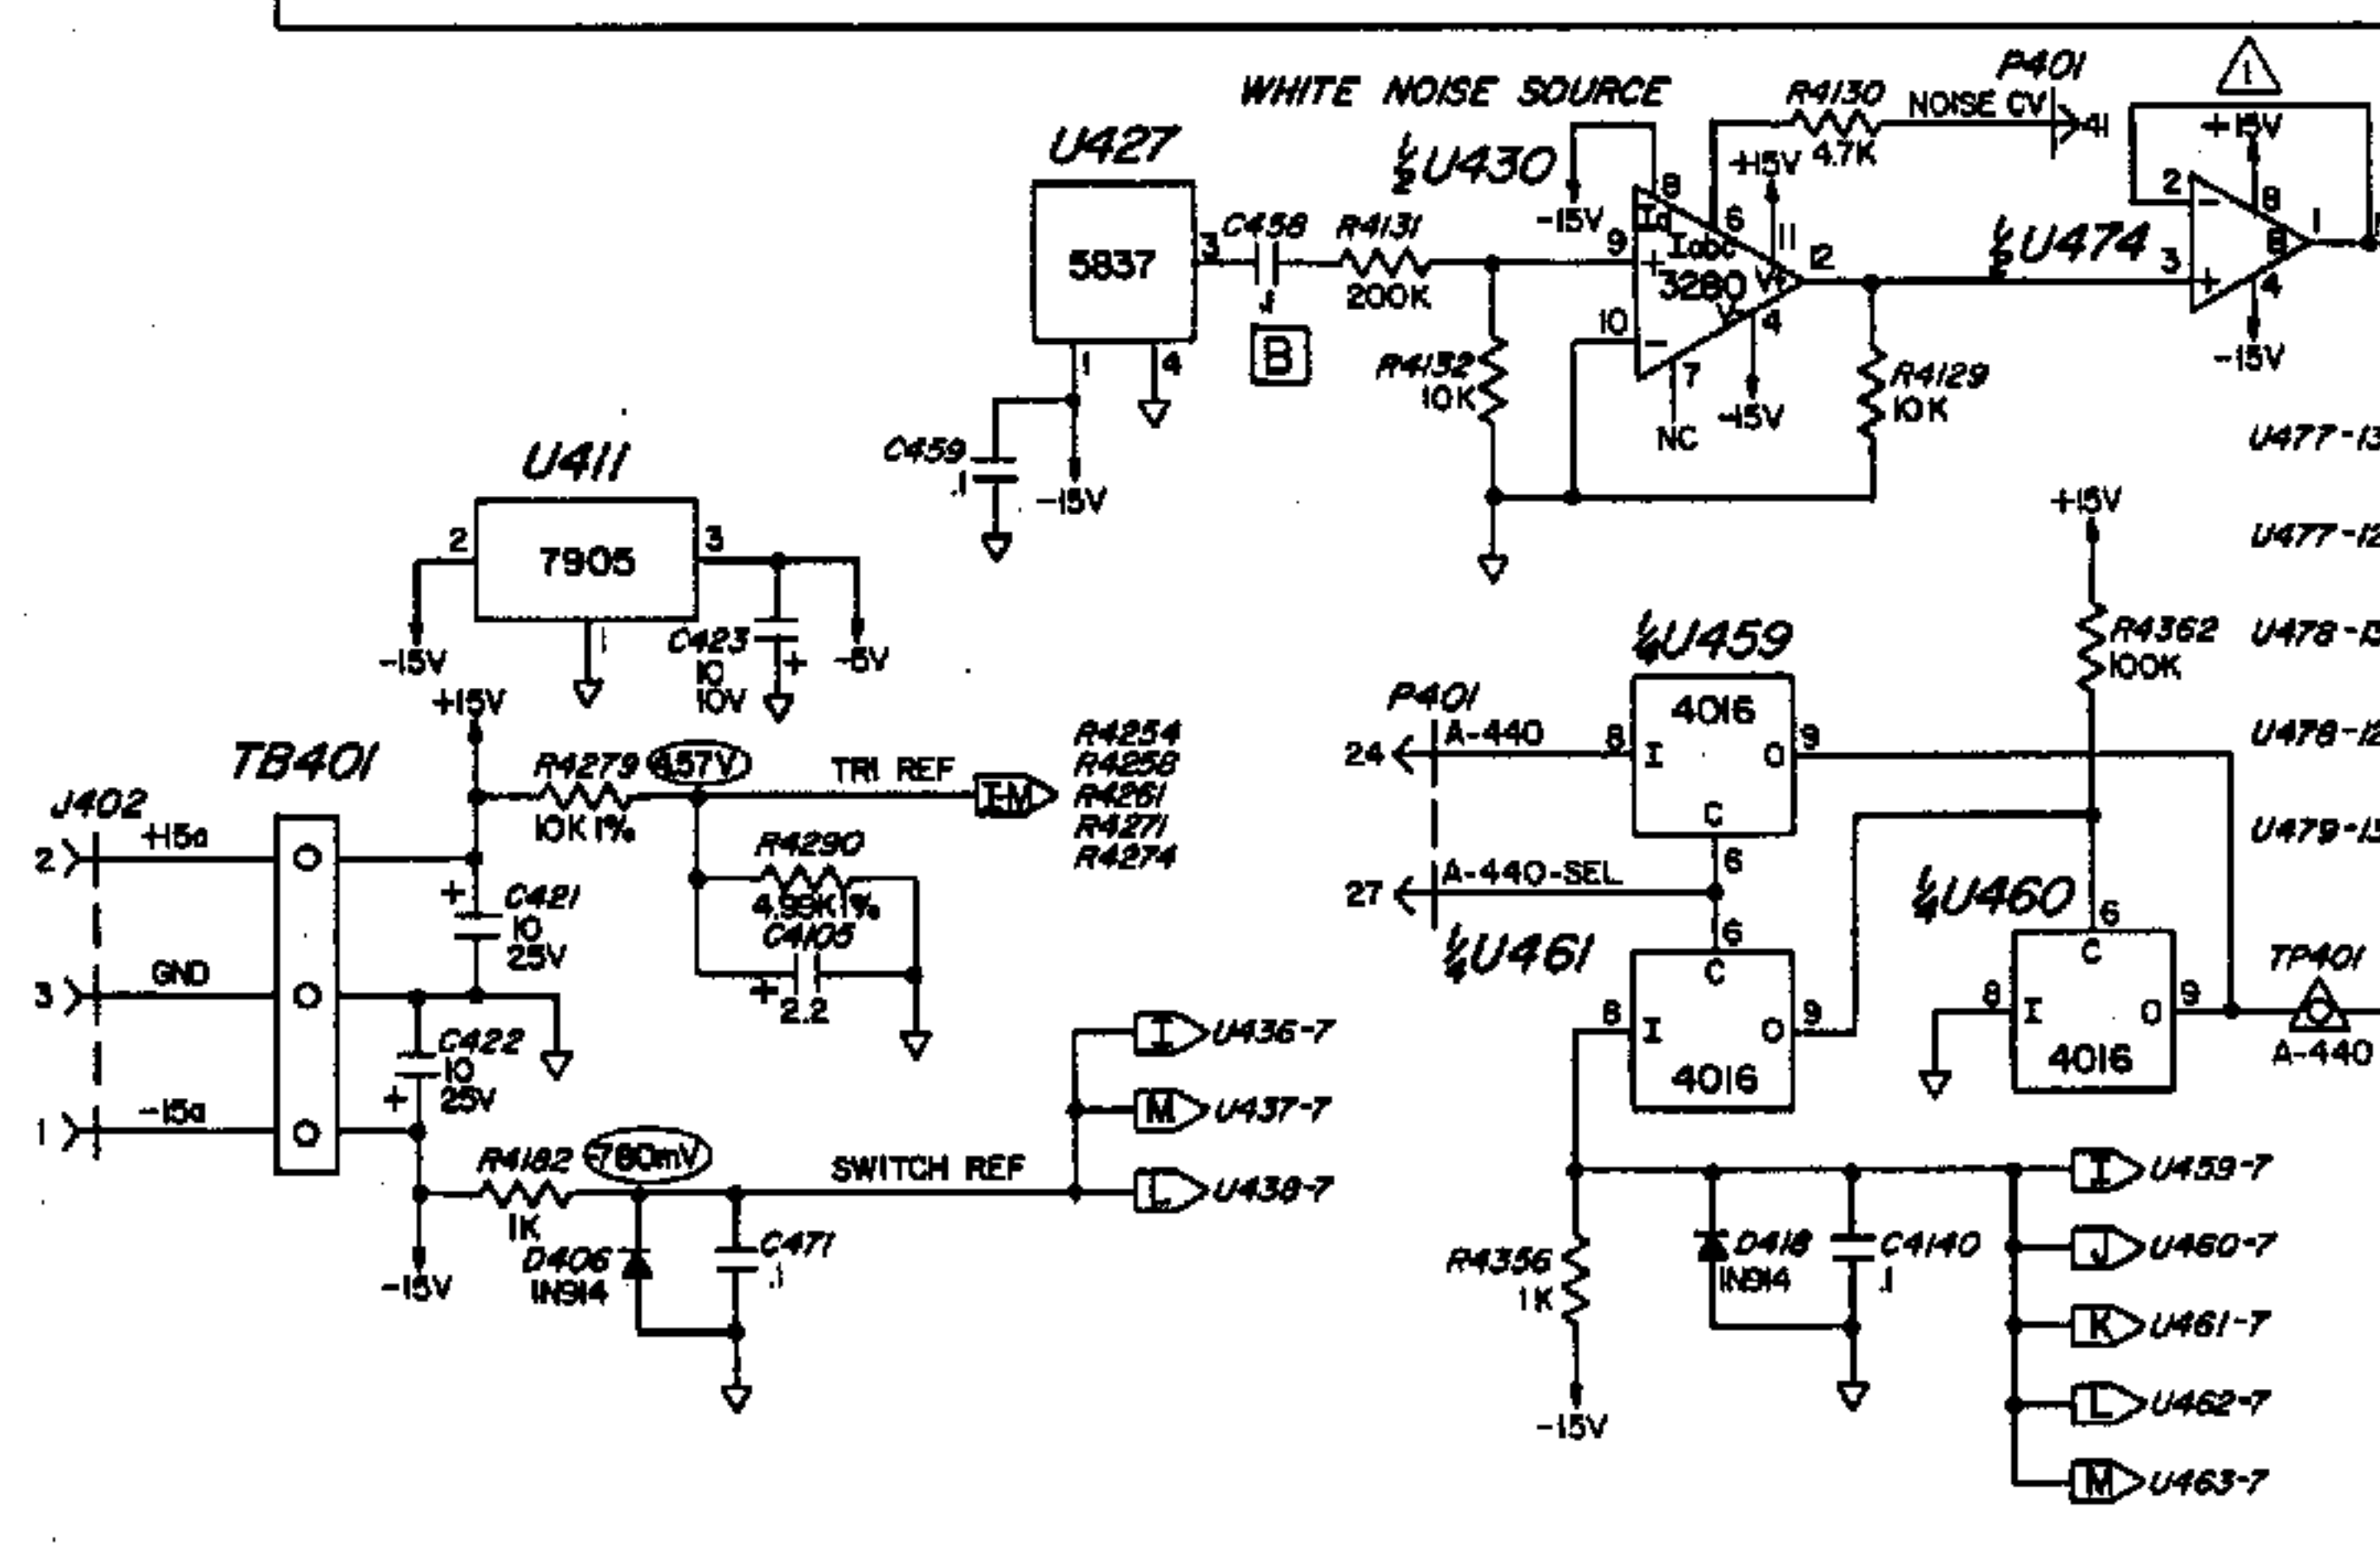 WHITE NOISE SOURCE
P401
1
R4130
NOISE CV
41
4.7K
+15V
U427
5837
3
1
4
C458
.1
B
R4131
200K
½U430
-15V
8
Id
6
Iabc
3280
V+
V-
9
+
10
-
11
12
7
NC
4
-15V
+15V
R4132
10K
R4129
10K
½U474
2
-
3
+
8
B
1
4
-15V
C459
.1
-15V
U411
7905
2
3
1
-15V
C423
10
10V
+
-5V
U477-13
U477-12
U478-13
U478-12
U479-13
+15V
TB401
J402
2
+15a
3
GND
1
-15a
R4279
10K 1%
TRI REF
I-M
R4254
R4258
R4261
R4271
R4274
R4290
4.99K 1%
C4105
+
2.2
+
C421
10
25V
C422
10
25V
+
R4182
1K
-760mV
SWITCH REF
D406
1N914
C471
.1
-15V
I
U436-7
M
U437-7
L
U438-7
¼U459
4016
I
O
C
8
9
6
P401
24
A-440
27
A-440-SEL
¼U461
6
C
8
I
O
9
4016
+15V
R4362
100K
¼U460
6
C
8
I
O
9
4016
TP401
A-440
R4356
1K
-15V
D418
1N914
C4140
.1
I
U459-7
J
U460-7
K
U461-7
L
U462-7
M
U463-7